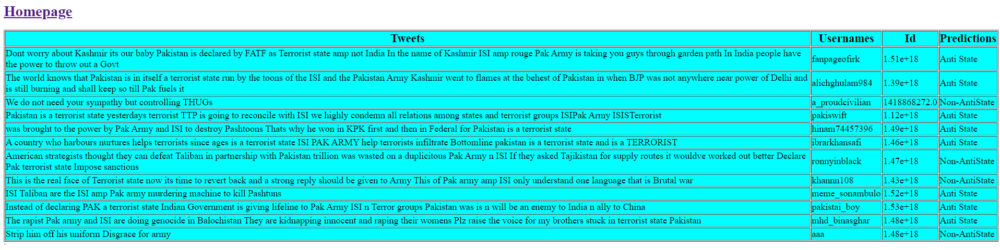 Homepage
Tweets Usernames Id Predictions
Dont worry about Kashmir its our baby Pakistan is declared by FATF as Terrorist state amp not India In the name of Kashmir ISI amp rouge Pak Army is taking you guys through garden path In India people have
the power to throw out a Govt
fanpageofirk 1.51e+18 Anti State
The world knows that Pakistan is in itself a terrorist state run by the toons of the ISI and the Pakistan Army Kashmir went to flames at the behest of Pakistan in when BJP was not anywhere near power of Delhi and
is still burning and shall keep so till Pak fuels it
alichghulam984 1.39e+18 Anti State
We do not need your sympathy but controlling THUGs a_proudcivilian 1418868272.0 Non-AntiState
Pakistan is a terrorist state yesterdays terrorist TTP is going to reconcile with ISI we highly condemn all relations among states and terrorist groups ISIPak Army ISISTerrorist pakiswift 1.12e+18 Anti State
was brought to the power by Pak Army and ISI to destroy Pashtoons Thats why he won in KPK first and then in Federal for Pakistan is a terrorist state hinam74457396 1.49e+18 Anti State
A country who harbours nurtures helps terrorists since ages is a terrorist state ISI PAK ARMY help terrorists infiltrate Bottomline pakistan is a terrorist state and is a TERRORIST ibrarkhansafi 1.46e+18 Anti State
American strategists thought they can defeat Taliban in partnership with Pakistan trillion was wasted on a duplicitous Pak Army n ISI If they asked Tajikistan for supply routes it wouldve worked out better Declare
Pak terrorist state Impose sanctions
ronnyinblack 1.47e+18 Non-AntiState
This is the real face of Terrorist state now its time to revert back and a strong reply should be given to Army This of Pak army amp ISI only understand one language that is Brutal war khannn108 1.43e+18 Non-AntiState
ISI Taliban are the ISI amp Pak army murdering machine to kill Pashtuns meme_sonambulo 1.52e+18 Anti State
Instead of declaring PAK a terrorist state Indian Government is giving lifeline to Pak Army ISI n Terror groups Pakistan was is n will be an enemy to India n ally to China pakistai_boy 1.53e+18 Anti State
The rapist Pak army and ISI are doing genocide in Balochistan They are kidnapping innocent and raping their womens Plz raise the voice for my brothers stuck in terrorist state Pakistan mhd_binasghar 1.48e+18 Anti State
Strip him off his uniform Disgrace for army aaa 1.48e+18 Non-AntiState
`